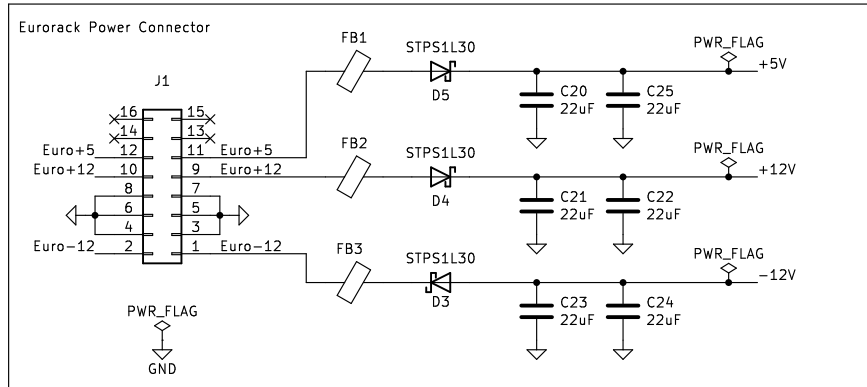 Eurorack Power Connector
J1
16
15
14
13
12
11
10
9
8
7
6
5
4
3
2
1
Euro+5
Euro+5
Euro+12
Euro+12
Euro-12
Euro-12
PWR_FLAG
GND
FB1
STPS1L30
D5
C20
22uF
C25
22uF
PWR_FLAG
+5V
FB2
STPS1L30
D4
C21
22uF
C22
22uF
PWR_FLAG
+12V
FB3
STPS1L30
D3
C23
22uF
C24
22uF
PWR_FLAG
-12V